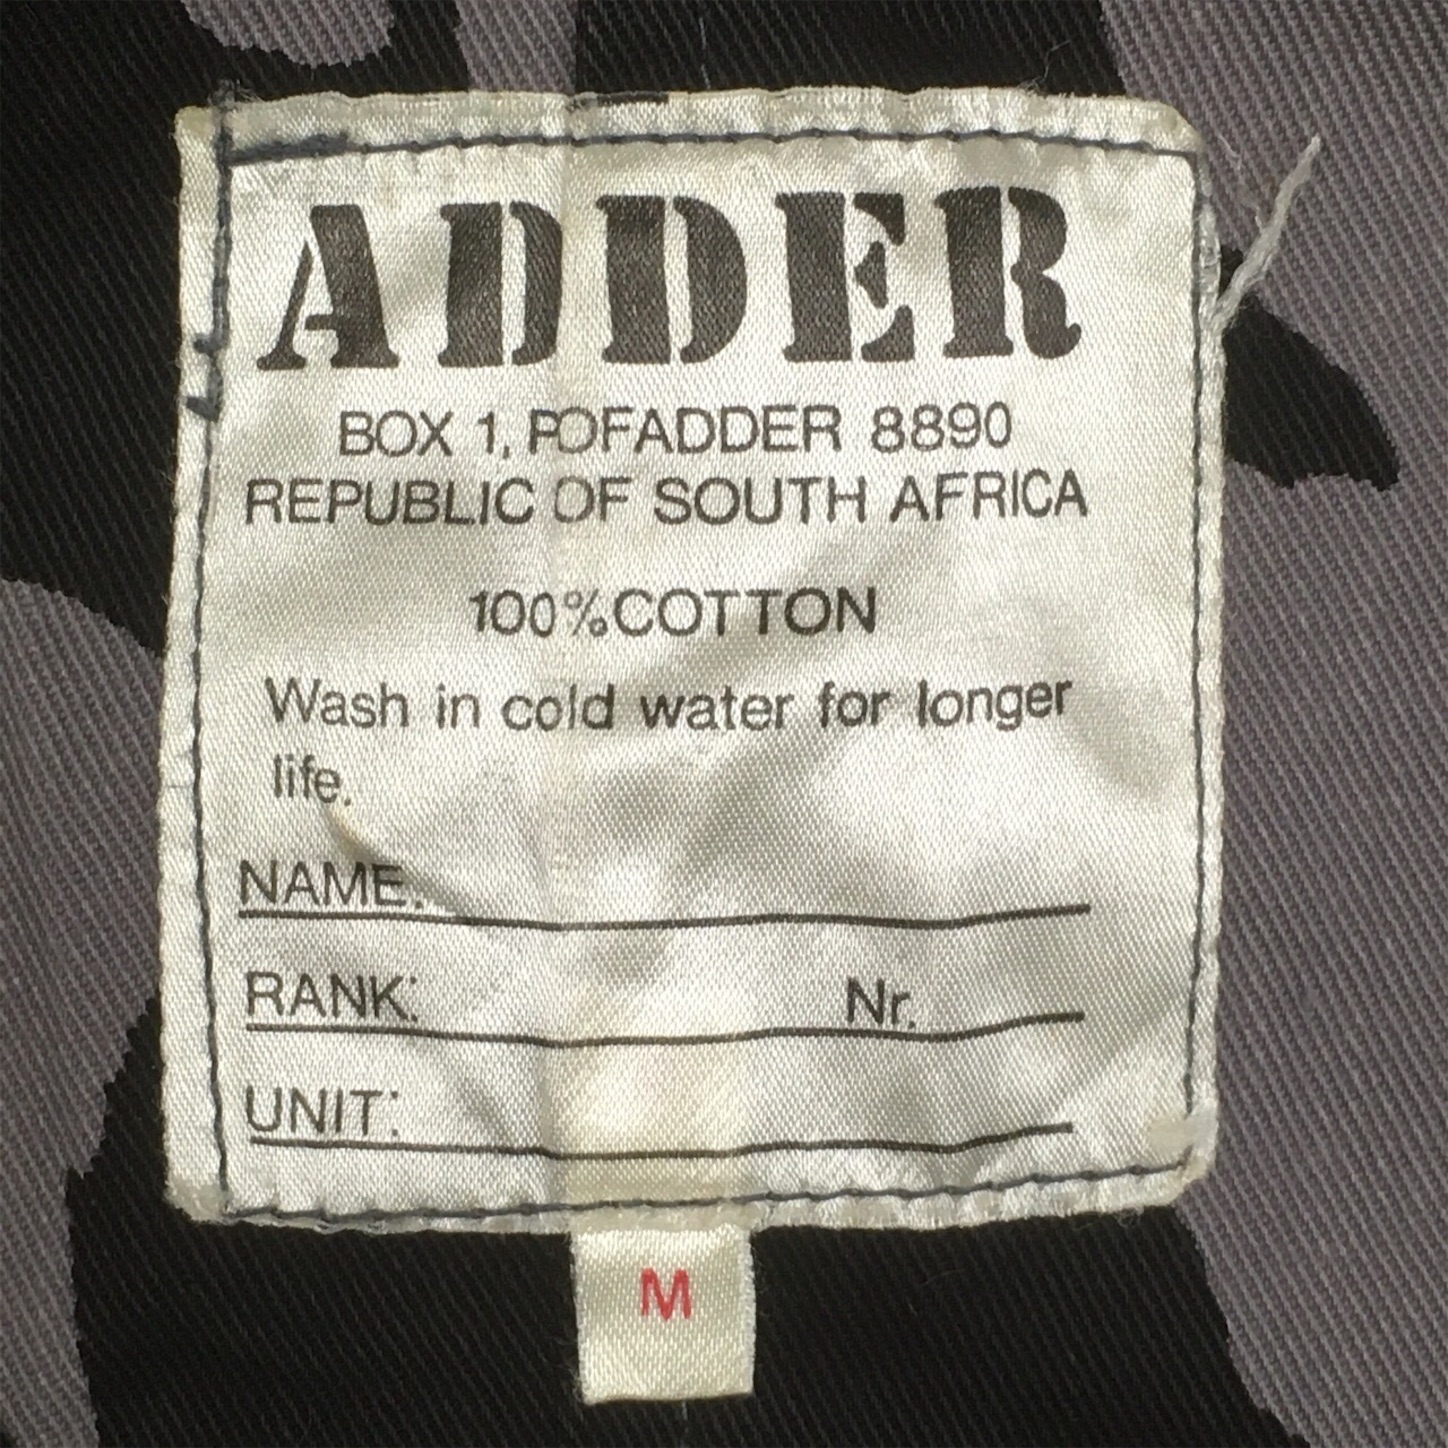 ADDER
BOX 1, POFADDER 8890
REPUBLIC OF SOUTH AFRICA
100% COTTON
Wash in cold water for longer
life.
NAME:
RANK: Nr.
UNIT:
M